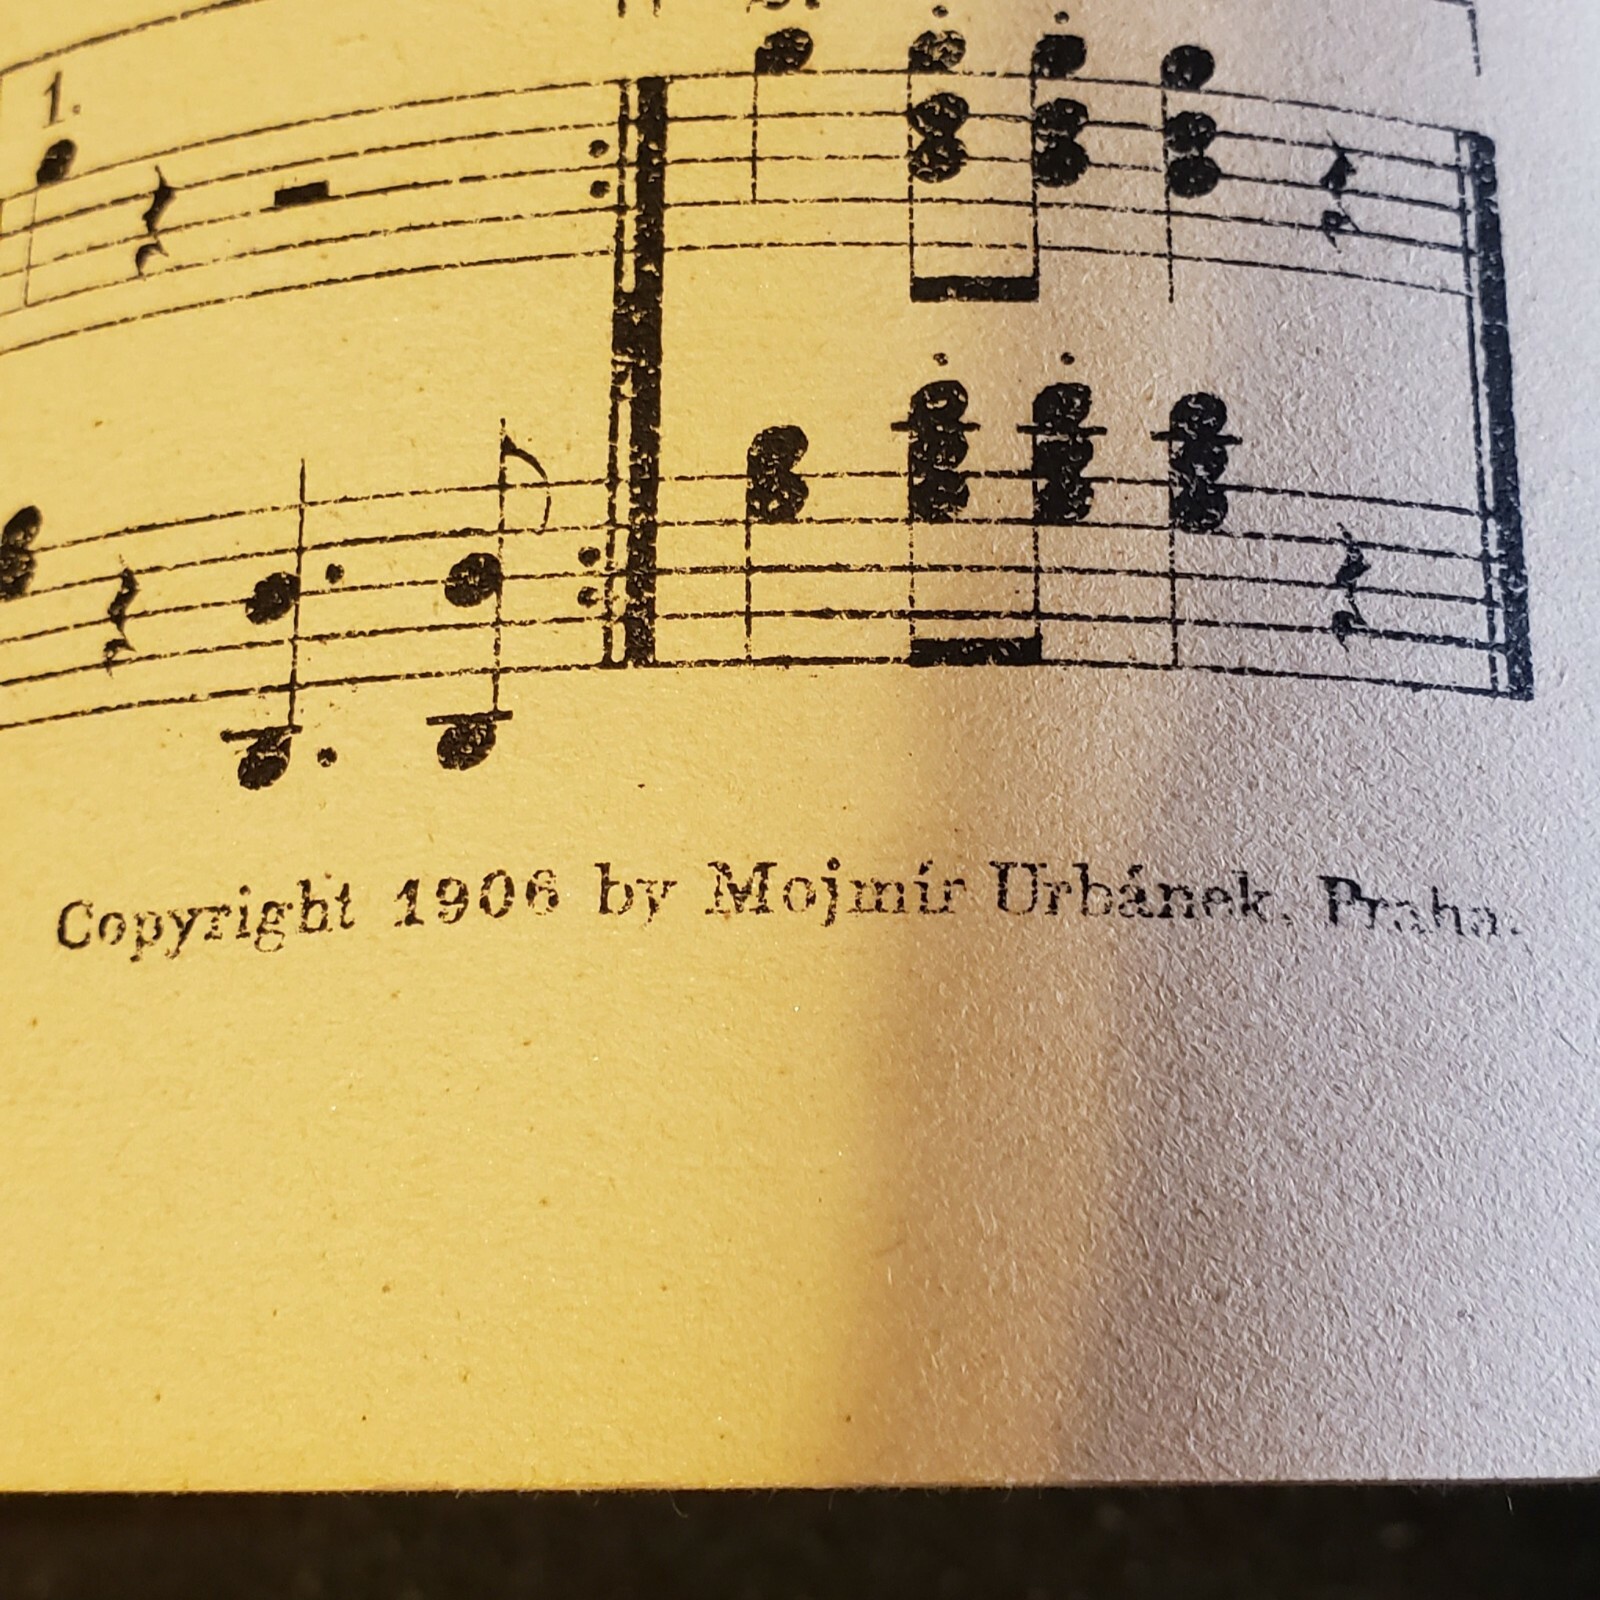 1.
Copyright 1906 by Mojmír Urbánek, Praha.